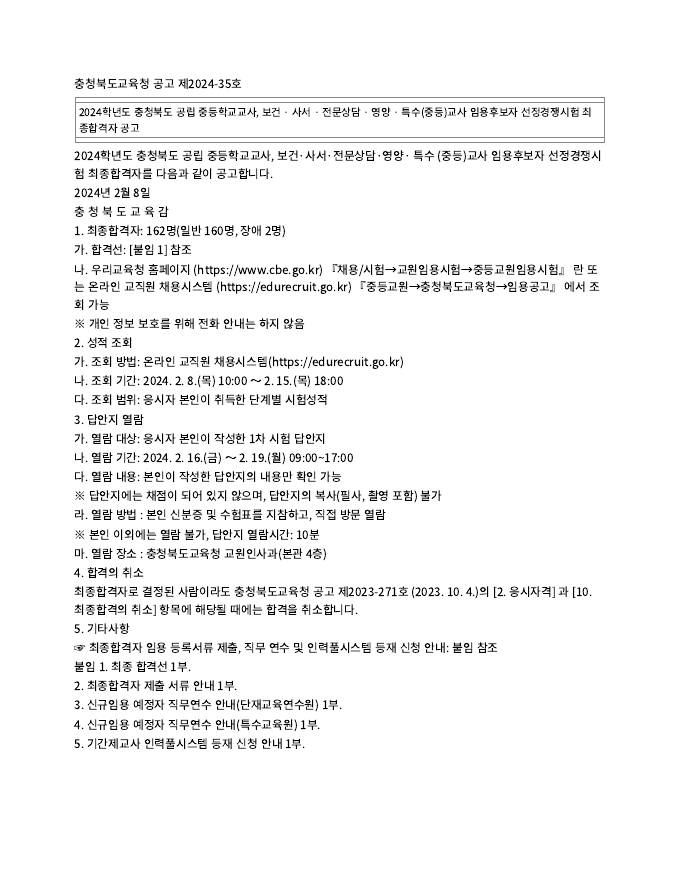 충청북도교육청 공고 제2024-35호
2024학년도 충청북도 공립 중등학교교사, 보건 · 사서 · 전문상담 · 영양 · 특수(중등)교사 임용후보자 선정경쟁시험 최
종합격자 공고
2024학년도 충청북도 공립 중등학교교사, 보건·사서·전문상담·영양· 특수 (중등)교사 임용후보자 선정경쟁시
험 최종합격자를 다음과 같이 공고합니다.
2024년 2월 8일
충 청 북 도 교 육 감
1. 최종합격자: 162명(일반 160명, 장애 2명)
가. 합격선: [붙임 1] 참조
나. 우리교육청 홈페이지 (https://www.cbe.go.kr) 『채용/시험→교원임용시험→중등교원임용시험』 란 또
는 온라인 교직원 채용시스템 (https://edurecruit.go.kr) 『중등교원→충청북도교육청→임용공고』 에서 조
회 가능
※ 개인 정보 보호를 위해 전화 안내는 하지 않음
2. 성적 조회
가. 조회 방법: 온라인 교직원 채용시스템(https://edurecruit.go.kr)
나. 조회 기간: 2024. 2. 8.(목) 10:00 ～ 2. 15.(목) 18:00
다. 조회 범위: 응시자 본인이 취득한 단계별 시험성적
3. 답안지 열람
가. 열람 대상: 응시자 본인이 작성한 1차 시험 답안지
나. 열람 기간: 2024. 2. 16.(금) ～ 2. 19.(월) 09:00~17:00
다. 열람 내용: 본인이 작성한 답안지의 내용만 확인 가능
※ 답안지에는 채점이 되어 있지 않으며, 답안지의 복사(필사, 촬영 포함) 불가
라. 열람 방법 : 본인 신분증 및 수험표를 지참하고, 직접 방문 열람
※ 본인 이외에는 열람 불가, 답안지 열람시간: 10분
마. 열람 장소 : 충청북도교육청 교원인사과(본관 4층)
4. 합격의 취소
최종합격자로 결정된 사람이라도 충청북도교육청 공고 제2023-271호 (2023. 10. 4.)의 [2. 응시자격] 과 [10.
최종합격의 취소] 항목에 해당될 때에는 합격을 취소합니다.
5. 기타사항
☞ 최종합격자 임용 등록서류 제출, 직무 연수 및 인력풀시스템 등재 신청 안내: 붙임 참조
붙임 1. 최종 합격선 1부.
2. 최종합격자 제출 서류 안내 1부.
3. 신규임용 예정자 직무연수 안내(단재교육연수원) 1부.
4. 신규임용 예정자 직무연수 안내(특수교육원) 1부.
5. 기간제교사 인력풀시스템 등재 신청 안내 1부.